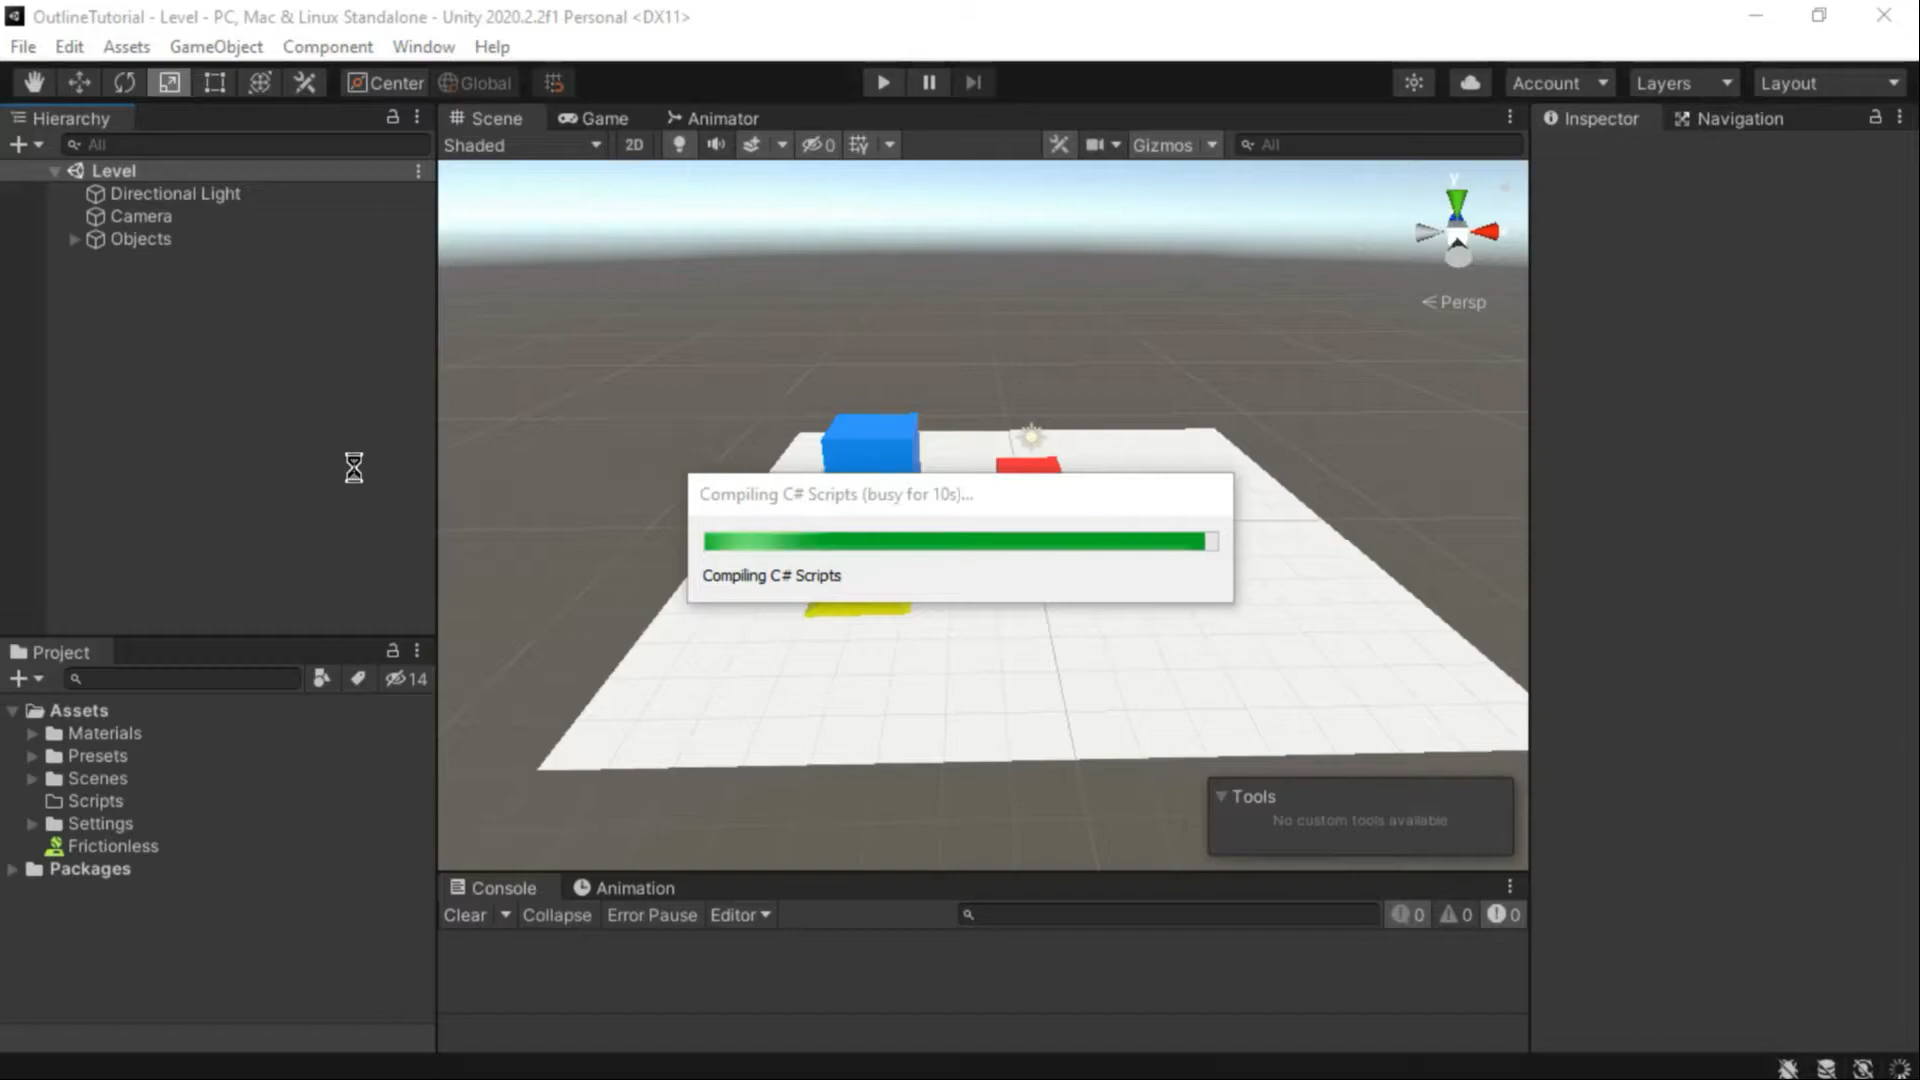 OutlineTutorial - Level - PC, Mac & Linux Standalone - Unity 2020.2.2f1 Personal <DX11>
File Edit Assets GameObject Component Window Help
Center Global Account Layers Layout
Hierarchy
All
Level
Directional Light
Camera
Objects
Scene Game Animator
Shaded 2D 0 Gizmos All
y
Persp
Compiling C# Scripts (busy for 10s)...
Compiling C# Scripts
Tools
No custom tools available
Inspector Navigation
Project
14
Assets
Materials
Presets
Scenes
Scripts
Settings
Frictionless
Packages
Console Animation
Clear Collapse Error Pause Editor 0 0 0